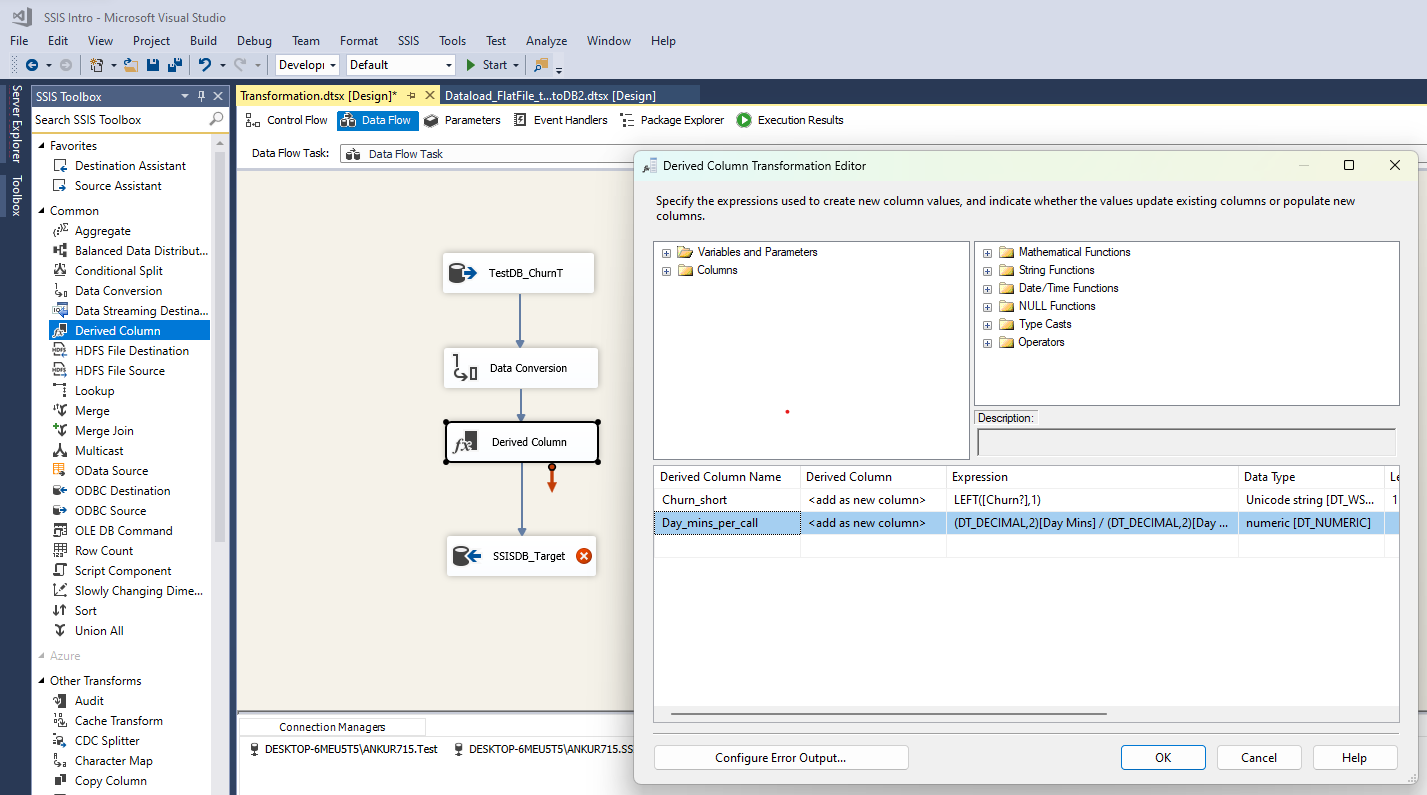 SSIS Intro - Microsoft Visual Studio
File Edit View Project Build Debug Team Format SSIS Tools Test Analyze Window Help
Developı Default Start
Server Explorer
Toolbox
SSIS Toolbox
Search SSIS Toolbox
Favorites
Destination Assistant
Source Assistant
Common
Aggregate
Balanced Data Distribut...
Conditional Split
Data Conversion
Data Streaming Destina...
Derived Column
HDFS File Destination
HDFS File Source
Lookup
Merge
Merge Join
Multicast
OData Source
ODBC Destination
ODBC Source
OLE DB Command
Row Count
Script Component
Slowly Changing Dime...
Sort
Union All
Azure
Other Transforms
Audit
Cache Transform
CDC Splitter
Character Map
Copy Column
Transformation.dtsx [Design]* Dataload_FlatFile_t...toDB2.dtsx [Design]
Control Flow Data Flow Parameters Event Handlers Package Explorer Execution Results
Data Flow Task: Data Flow Task
TestDB_ChurnT
Data Conversion
Derived Column
SSISDB_Target
Connection Managers
DESKTOP-6MEU5T5\ANKUR715.Test DESKTOP-6MEU5T5\ANKUR715.SS
Derived Column Transformation Editor
Specify the expressions used to create new column values, and indicate whether the values update existing columns or populate new
columns.
Variables and Parameters
Columns
Mathematical Functions
String Functions
Date/Time Functions
NULL Functions
Type Casts
Operators
Description:
Derived Column Name Derived Column Expression Data Type Le
Churn_short <add as new column> LEFT([Churn?],1) Unicode string [DT_WS... 1
Day_mins_per_call <add as new column> (DT_DECIMAL,2)[Day Mins] / (DT_DECIMAL,2)[Day ... numeric [DT_NUMERIC]
Configure Error Output... OK Cancel Help